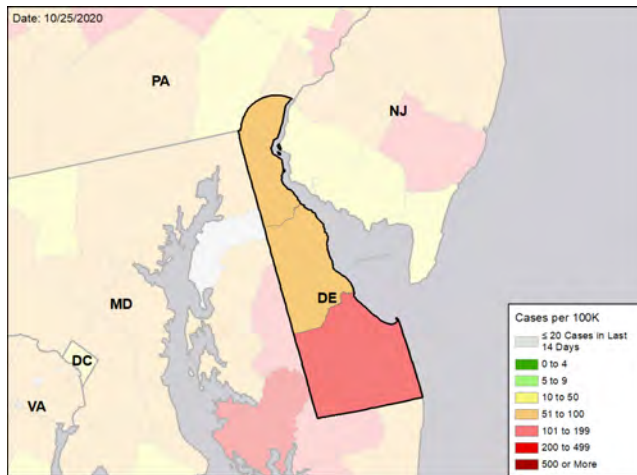 Date: 10/25/2020
PA
NJ
MD
DE
DC
VA
Cases per 100K
≤ 20 Cases in Last
14 Days
0 to 4
5 to 9
10 to 50
51 to 100
101 to 199
200 to 499
500 or More